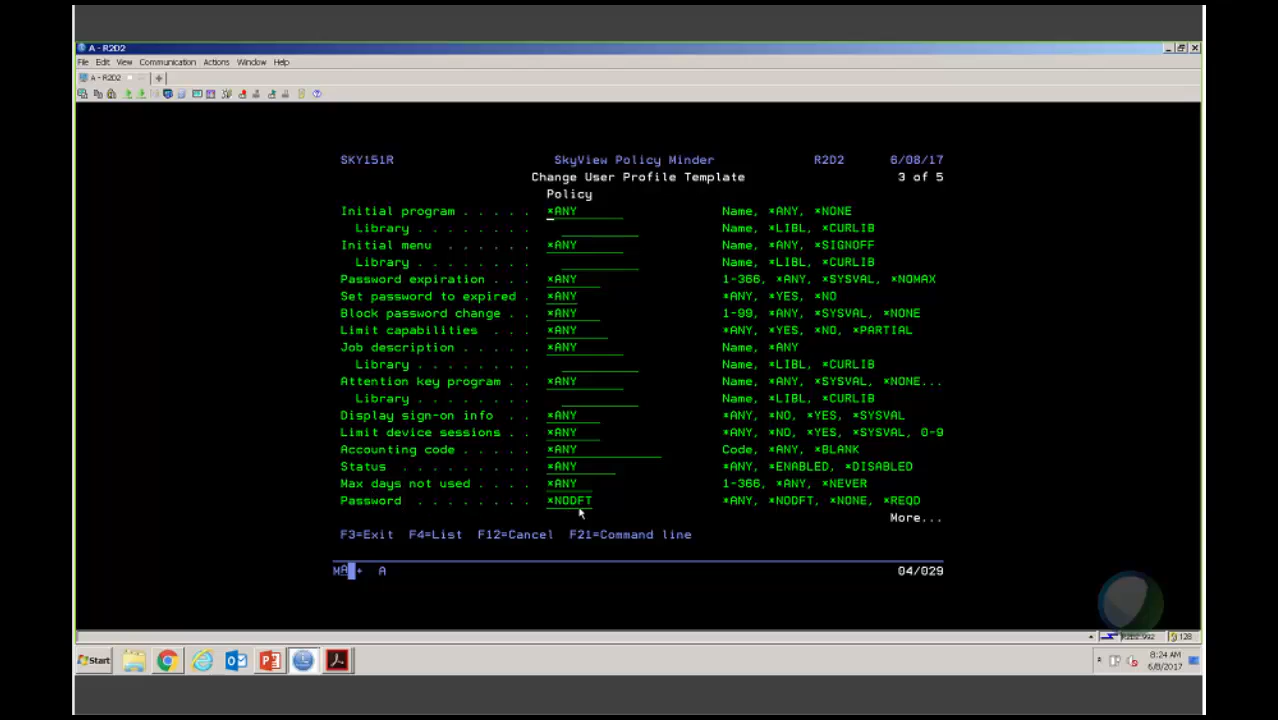 A - R2D2
File Edit View Communication Actions Window Help
A - R2D2
SKY151R SkyView Policy Minder R2D2 6/08/17
Change User Profile Template 3 of 5
Policy
Initial program . . . . . *ANY Name, *ANY, *NONE
Library . . . . . . . . Name, *LIBL, *CURLIB
Initial menu . . . . . . *ANY Name, *ANY, *SIGNOFF
Library . . . . . . . . Name, *LIBL, *CURLIB
Password expiration . . . *ANY 1-366, *ANY, *SYSVAL, *NOMAX
Set password to expired . *ANY *ANY, *YES, *NO
Block password change . . *ANY 1-99, *ANY, *SYSVAL, *NONE
Limit capabilities . . . *ANY *ANY, *YES, *NO, *PARTIAL
Job description . . . . . *ANY Name, *ANY
Library . . . . . . . . Name, *LIBL, *CURLIB
Attention key program . . *ANY Name, *ANY, *SYSVAL, *NONE...
Library . . . . . . . . Name, *LIBL, *CURLIB
Display sign-on info . . *ANY *ANY, *NO, *YES, *SYSVAL
Limit device sessions . . *ANY *ANY, *NO, *YES, *SYSVAL, 0-9
Accounting code . . . . . *ANY Code, *ANY, *BLANK
Status . . . . . . . . . *ANY *ANY, *ENABLED, *DISABLED
Max days not used . . . . *ANY 1-366, *ANY, *NEVER
Password . . . . . . . . *NODFT *ANY, *NODFT, *NONE, *REQD
More...
F3=Exit F4=List F12=Cancel F21=Command line
MA + A 04/029
128
Start
8:24 AM
6/8/2017